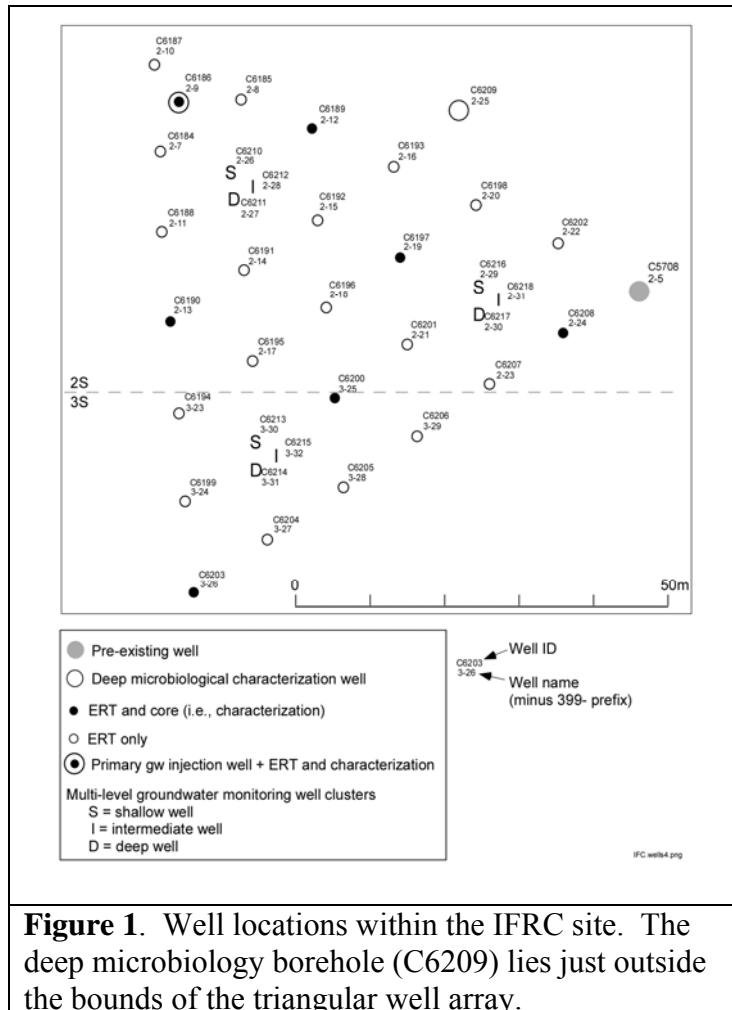 C6187
2-10
C6186
2-9
C6185
2-8
C6189
2-12
C6209
2-25
C6184
2-7
C6210
2-26
S
C6212
I 2-28
D C6211
2-27
C6193
2-16
C6198
2-20
C6188
2-11
C6192
2-15
C6202
2-22
C6191
2-14
C6197
2-19
C6216
2-29
S
C6218
I 2-31
D C6217
2-30
C5708
2-5
C6190
2-13
C6196
2-18
C6201
2-21
C6208
2-24
C6195
2-17
C6207
2-23
2S
3S
C6200
3-25
C6194
3-23
C6213
3-30
S
C6215
I 3-32
D C6214
3-31
C6206
3-29
C6199
3-24
C6205
3-28
C6204
3-27
C6203
3-26
0 50m
Pre-existing well
Deep microbiological characterization well
ERT and core (i.e., characterization)
ERT only
Primary gw injection well + ERT and characterization
Multi-level groundwater monitoring well clusters
S = shallow well
I = intermediate well
D = deep well
C6203
3-26
Well ID
Well name
(minus 399- prefix)
IFC.wells4.png
Figure 1. Well locations within the IFRC site. The
deep microbiology borehole (C6209) lies just outside
the bounds of the triangular well array.